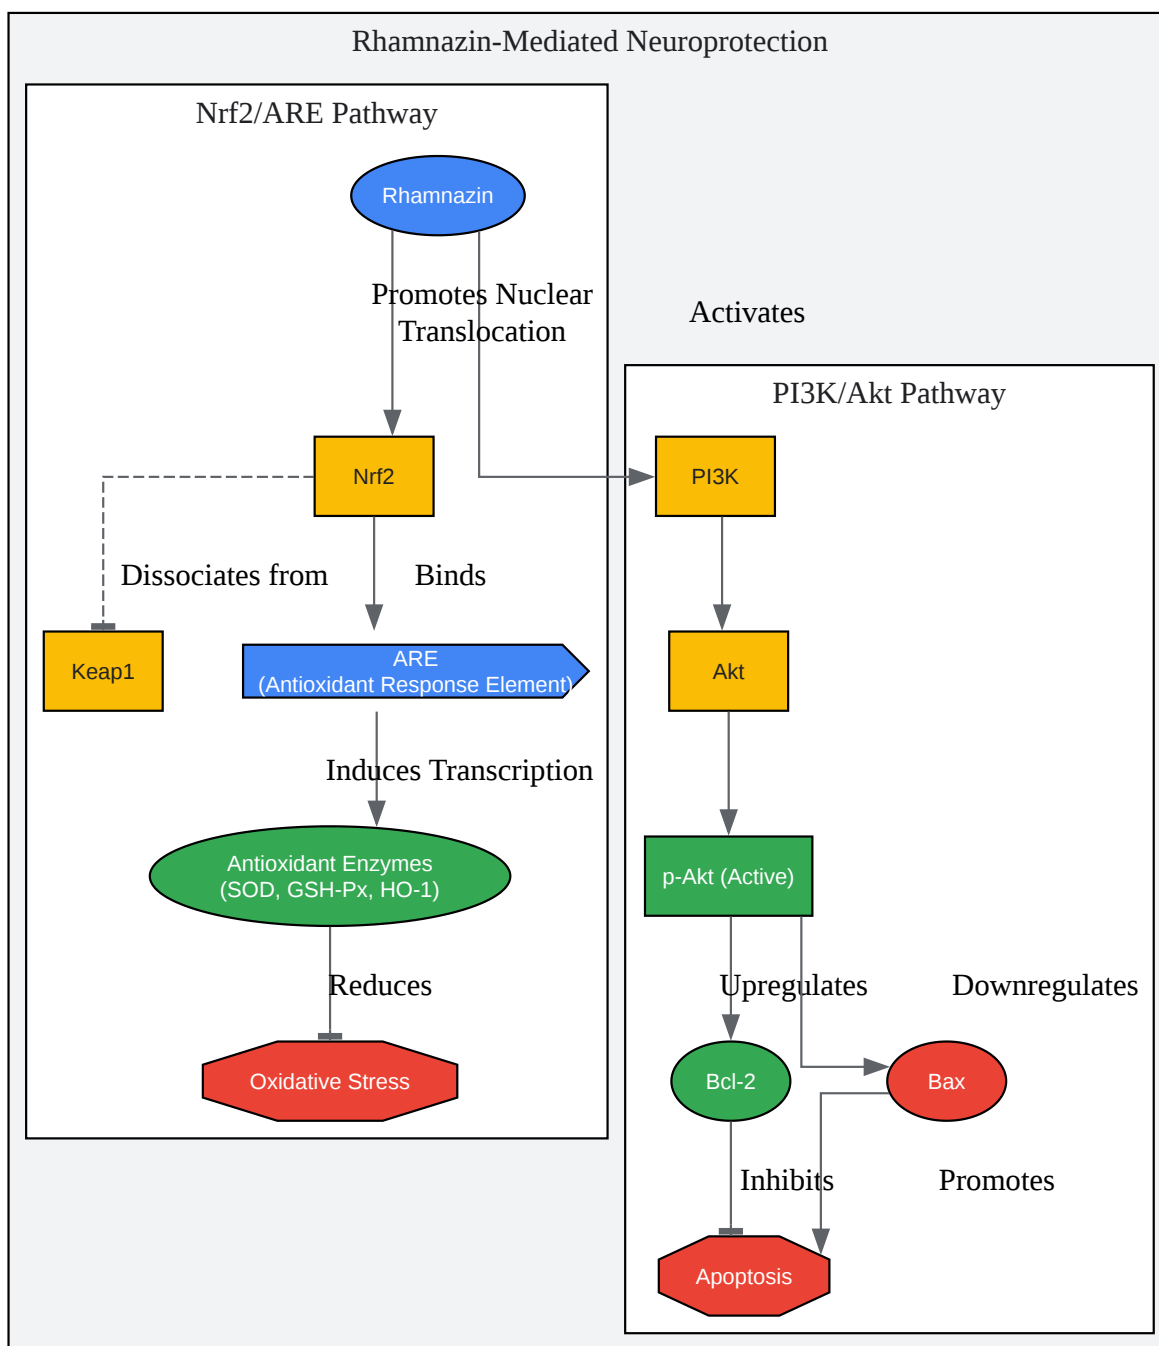 Rhamnazin-Mediated Neuroprotection
Nrf2/ARE Pathway
Rhamnazin
Promotes Nuclear
Translocation
Activates
PI3K/Akt Pathway
Nrf2
PI3K
Dissociates from
Binds
Keap1
ARE
(Antioxidant Response Element)
Akt
Induces Transcription
Antioxidant Enzymes
(SOD, GSH-Px, HO-1)
p-Akt (Active)
Reduces
Upregulates
Downregulates
Oxidative Stress
Bcl-2
Bax
Inhibits
Promotes
Apoptosis